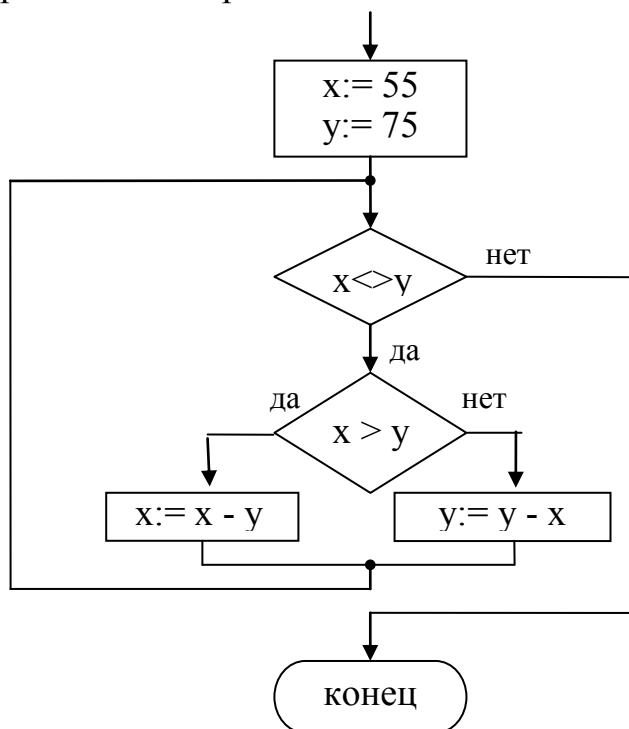 x:= 55
y:= 75
нет
x<>y
да
да
нет
x > y
x:= x - y
y:= y - x
конец